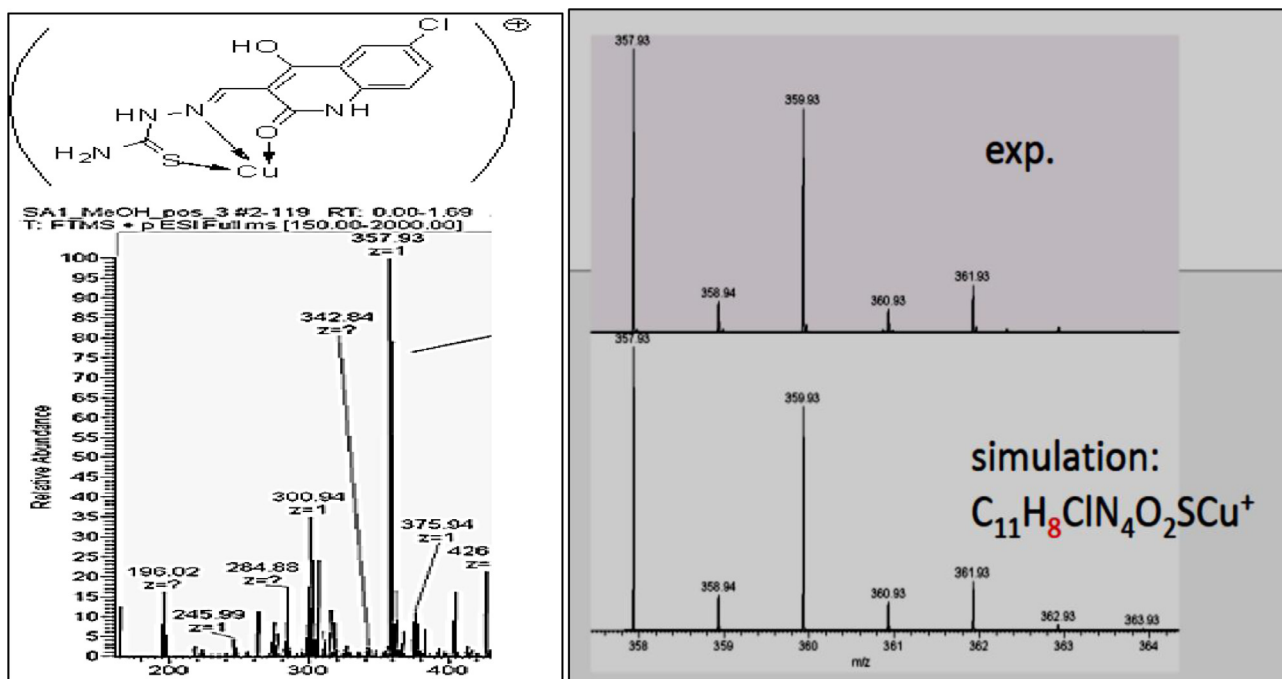 Cl
HO
HN
N
NH
O
H₂N
S
Cu
+
SA1_MeOH_pos_3 #2-119 RT: 0.00-1.69
T: FTMS + p ESI Full ms [150.00-2000.00]
357.93
z=1
342.84
z=?
300.94
z=1
375.94
z=1
426
z=
196.02
z=?
284.88
z=?
245.99
z=1
100
95
90
85
80
75
70
65
60
55
50
45
40
35
30
25
20
15
10
5
0
Relative Abundance
200
300
400
357.93
359.93
exp.
358.94
360.93
361.93
357.93
359.93
simulation:
C₁₁H₈ClN₄O₂SCu⁺
358.94
360.93
361.93
362.93
363.93
358
359
360
361
362
363
364
m/z